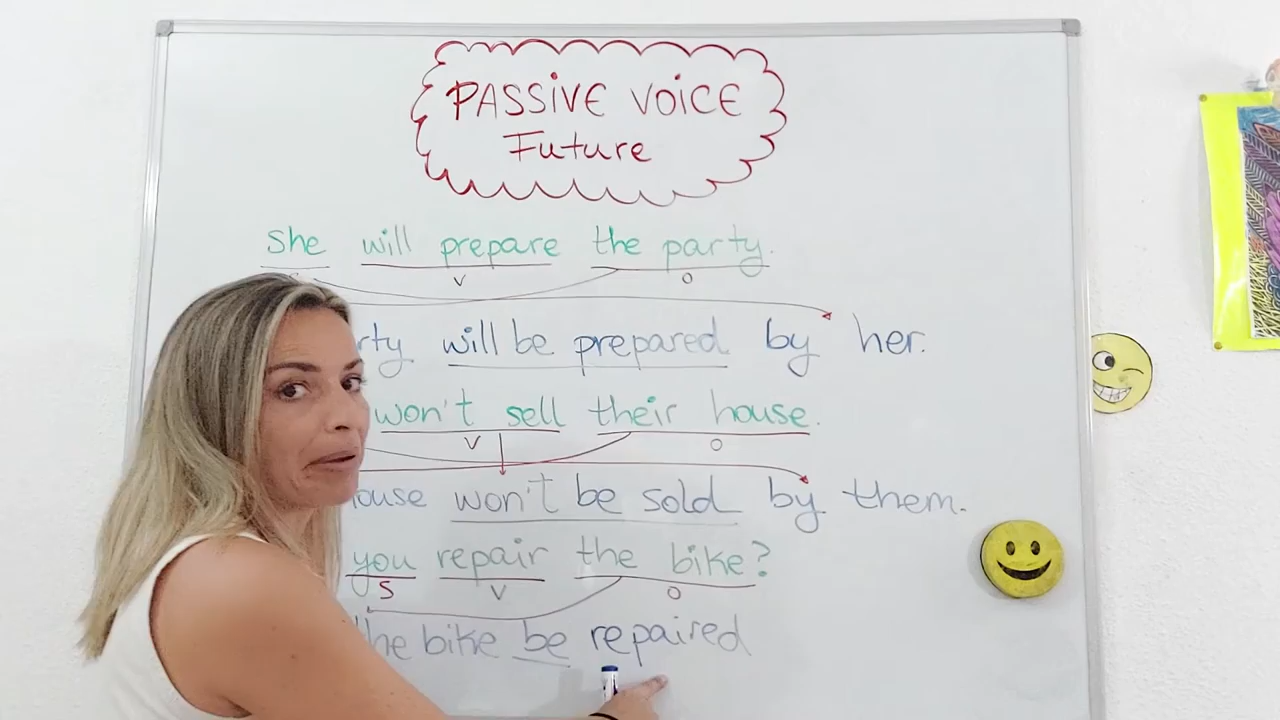 PASSIVE VOICE
Future
She will prepare the party.
V O
rty will be prepared by her.
won't sell their house.
V O
ouse won't be sold by them.
you repair the bike?
S V O
the bike be repaired